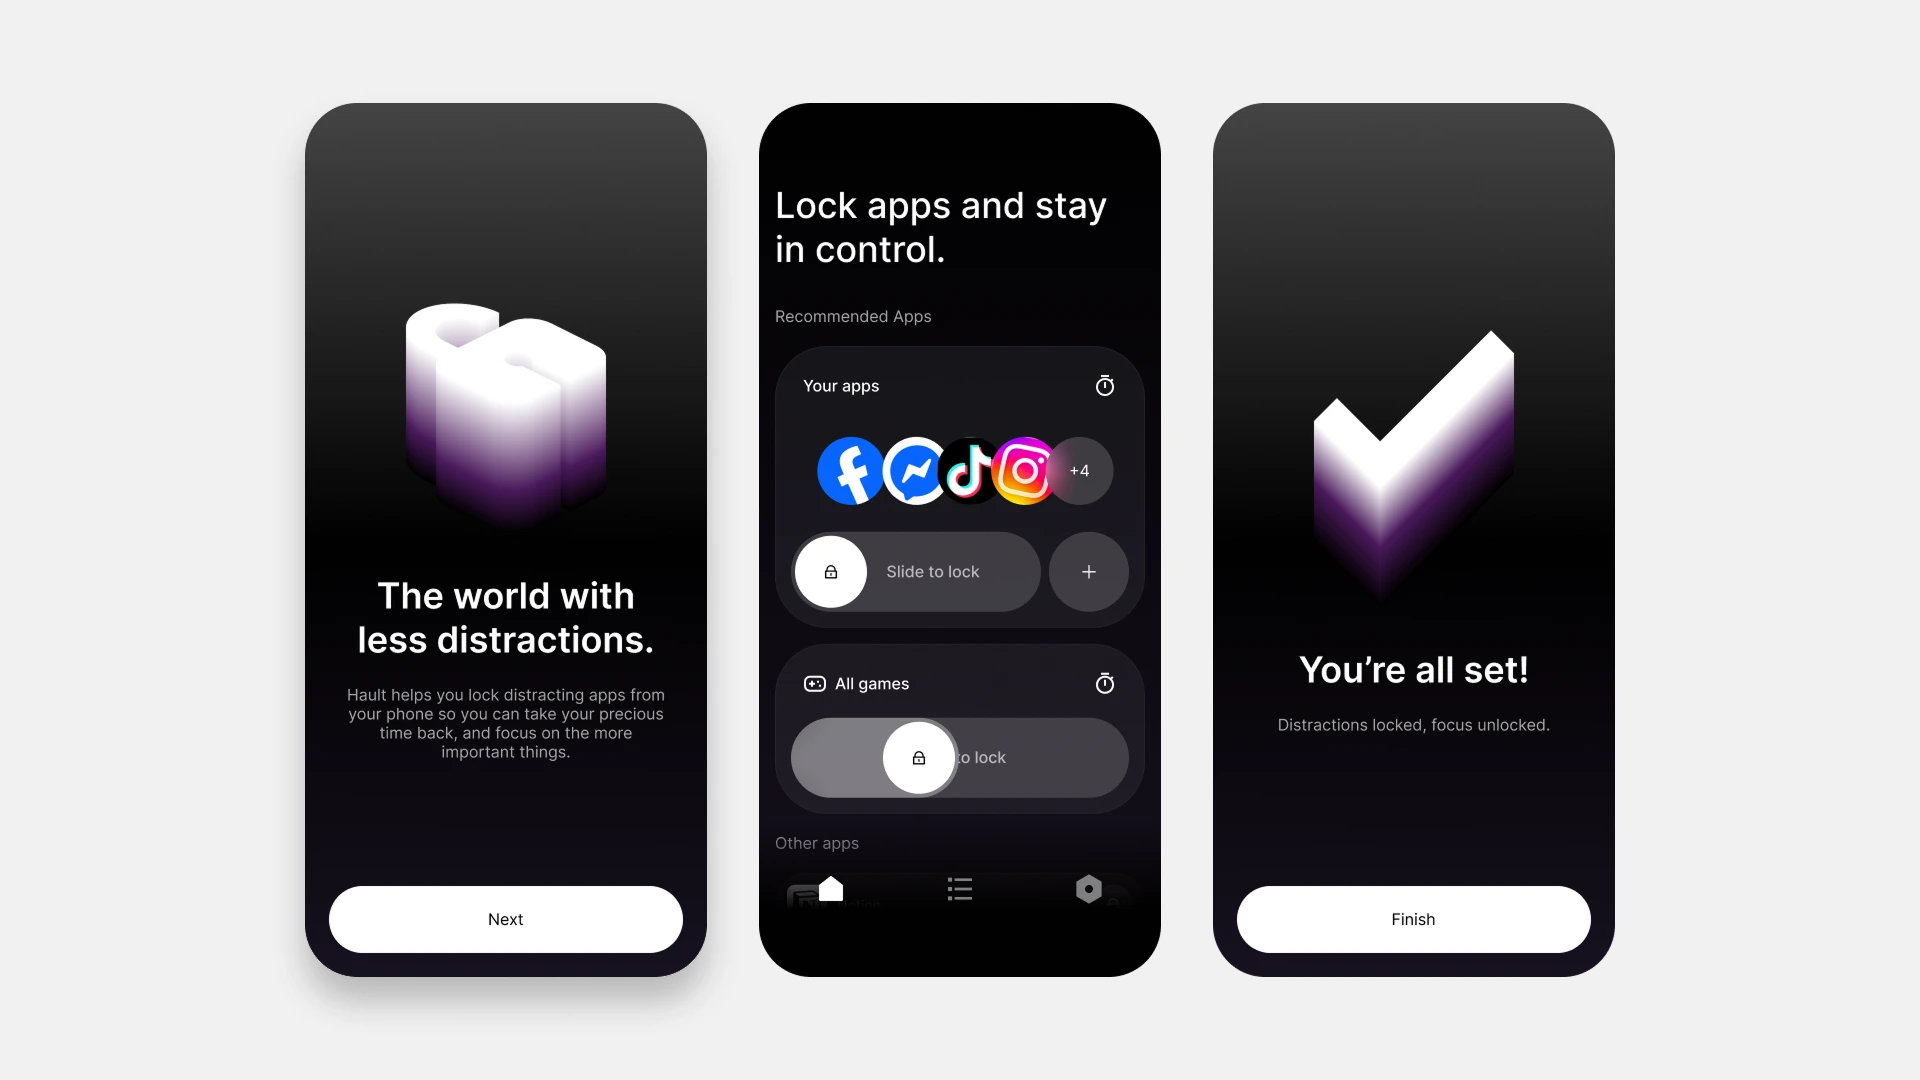 The world with
less distractions.
Hault helps you lock distracting apps from
your phone so you can take your precious
time back, and focus on the more
important things.
Next
Lock apps and stay
in control.
Recommended Apps
Your apps
+4
Slide to lock
All games
to lock
Other apps
You’re all set!
Distractions locked, focus unlocked.
Finish